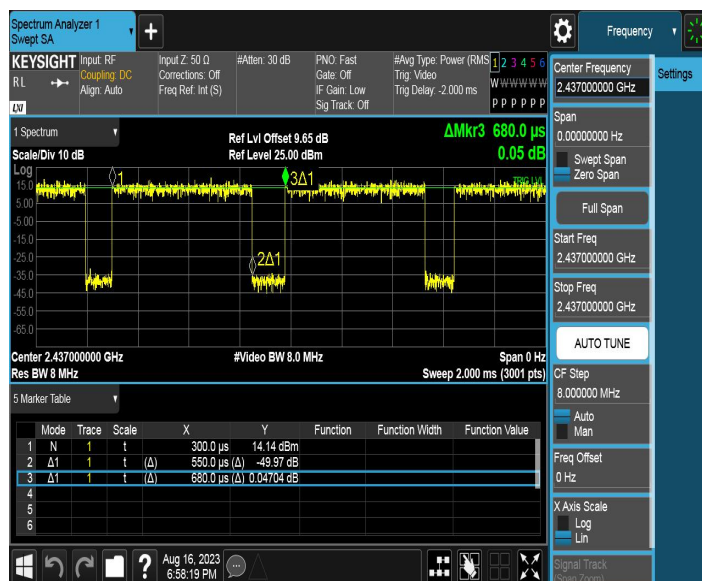 Spectrum Analyzer 1
Swept SA
Frequency
KEYSIGHT
R L
LXI
Input: RF
Coupling: DC
Align: Auto
Input Z: 50 Ω
Corrections: Off
Freq Ref: Int (S)
#Atten: 30 dB
PNO: Fast
Gate: Off
IF Gain: Low
Sig Track: Off
#Avg Type: Power (RMS
Trig: Video
Trig Delay: -2.000 ms
1 2 3 4 5 6
W W W W W W
P P P P P P
1 Spectrum
Scale/Div 10 dB
Ref Lvl Offset 9.65 dB
Ref Level 25.00 dBm
ΔMkr3 680.0 µs
0.05 dB
Log
15.0
5.00
-5.00
-15.0
-25.0
-35.0
-45.0
-55.0
-65.0
1
3Δ1
TRIG LVL
2Δ1
Center 2.437000000 GHz
Res BW 8 MHz
#Video BW 8.0 MHz
Span 0 Hz
Sweep 2.000 ms (3001 pts)
5 Marker Table
Mode Trace Scale X Y Function Function Width Function Value
1 N 1 t 300.0 µs 14.14 dBm
2 Δ1 1 t (Δ) 550.0 µs (Δ) -49.97 dB
3 Δ1 1 t (Δ) 680.0 µs (Δ) 0.04704 dB
4
5
6
?
Aug 16, 2023
6:58:19 PM
Center Frequency
2.437000000 GHz
Settings
Span
0.00000000 Hz
Swept Span
Zero Span
Full Span
Start Freq
2.437000000 GHz
Stop Freq
2.437000000 GHz
AUTO TUNE
CF Step
8.000000 MHz
Auto
Man
Freq Offset
0 Hz
X Axis Scale
Log
Lin
Signal Track
(Span Zoom)